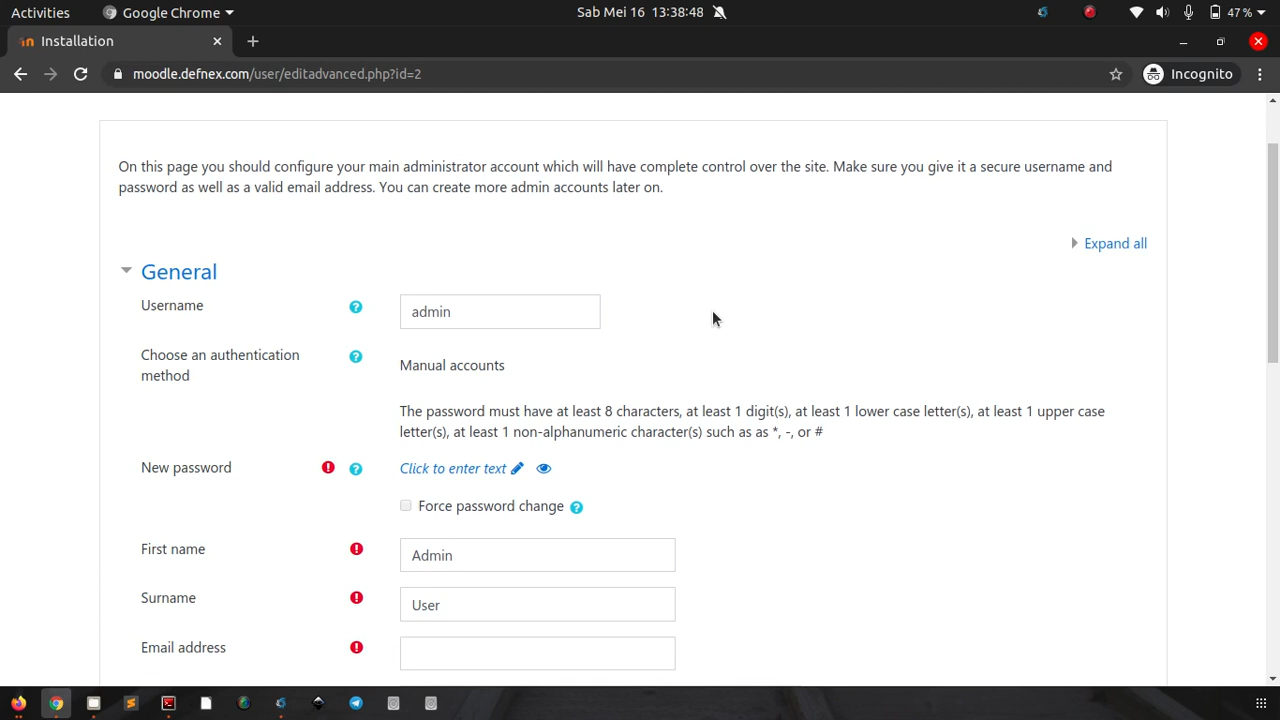 Activities
Google Chrome
Sab Mei 16 13:38:48
47%
Installation
moodle.defnex.com/user/editadvanced.php?id=2
Incognito
On this page you should configure your main administrator account which will have complete control over the site. Make sure you give it a secure username and
password as well as a valid email address. You can create more admin accounts later on.
Expand all
General
Username
admin
Choose an authentication
method
Manual accounts
The password must have at least 8 characters, at least 1 digit(s), at least 1 lower case letter(s), at least 1 upper case
letter(s), at least 1 non-alphanumeric character(s) such as as *, -, or #
New password
Click to enter text
Force password change
First name
Admin
Surname
User
Email address